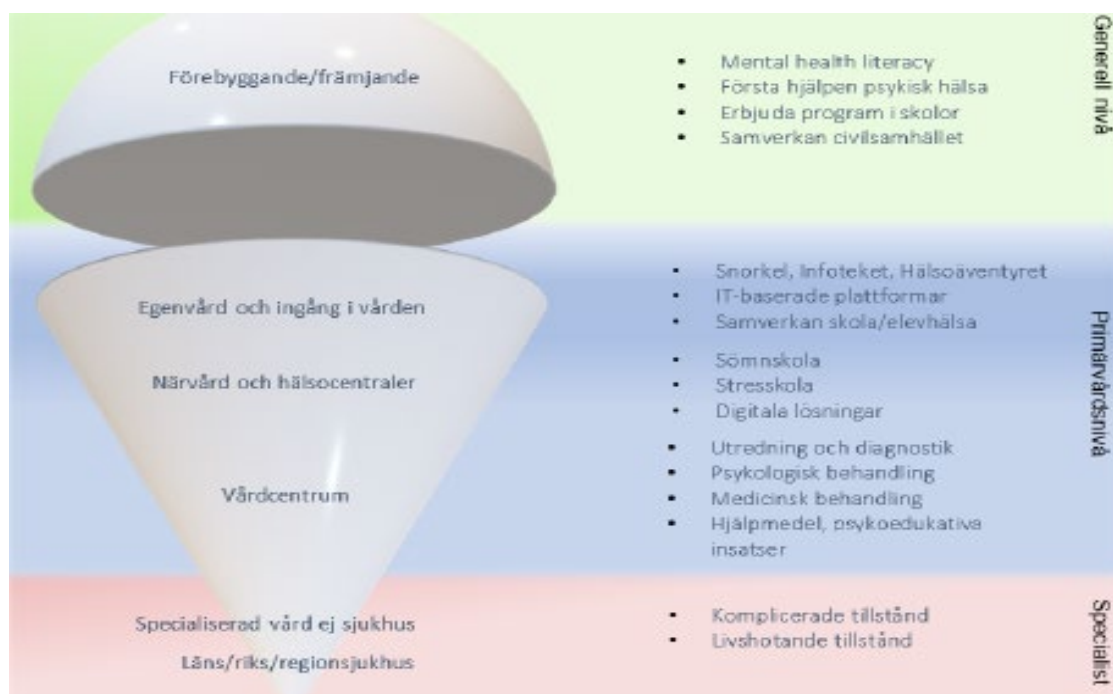 Förebyggande/främjande
• Mental health literacy
• Första hjälpen psykisk hälsa
• Erbjuda program i skolor
• Samverkan civilsamhället
Generell nivå
Egenvård och ingång i vården
• Snorkel, Infoteket, Hälsoäventyret
• IT-baserade plattformar
• Samverkan skola/elevhälsa
Närvård och hälsocentraler
• Sömnskola
• Stresskola
• Digitala lösningar
Vårdcentrum
• Utredning och diagnostik
• Psykologisk behandling
• Medicinsk behandling
• Hjälpmedel, psykoedukativa
insatser
Primärvårdsnivå
Specialiserad vård ej sjukhus
Läns/riks/regionsjukhus
• Komplicerade tillstånd
• Livshotande tillstånd
Specialist